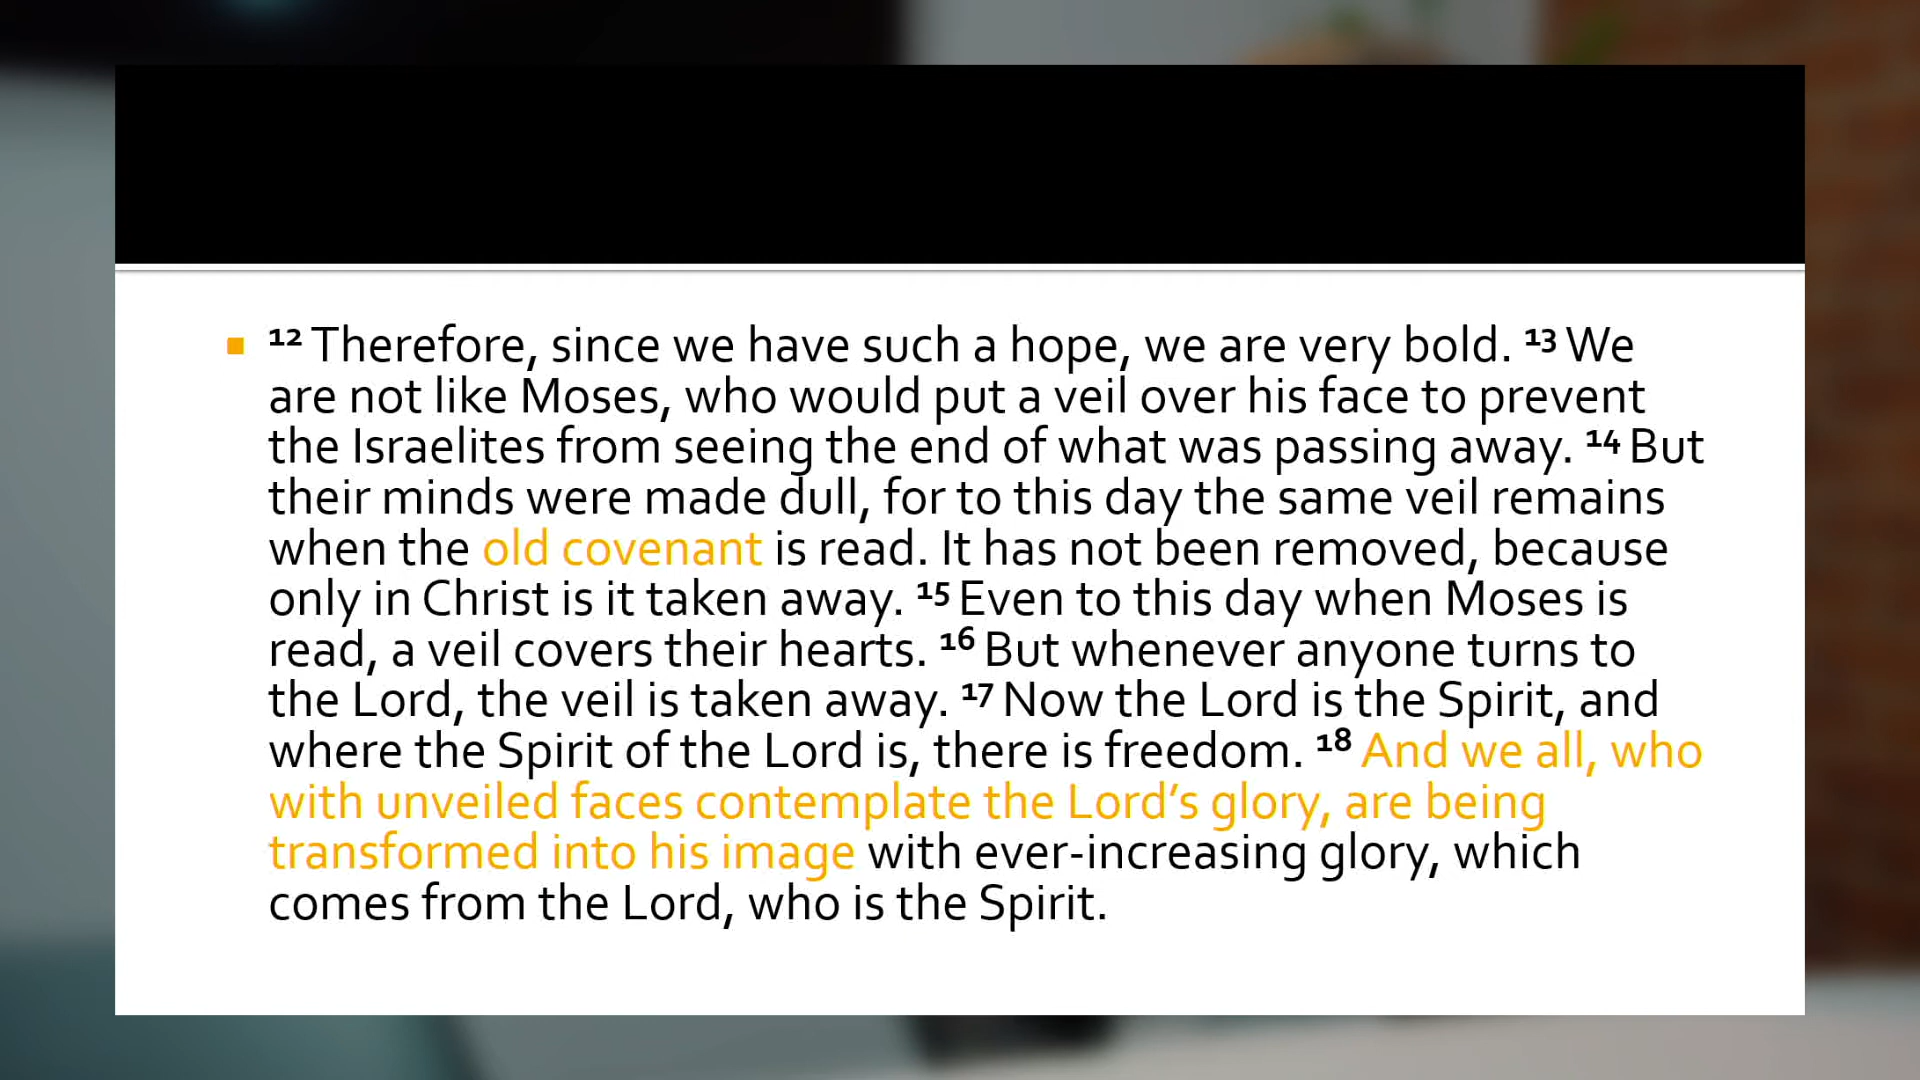 12 Therefore, since we have such a hope, we are very bold. 13 We
are not like Moses, who would put a veil over his face to prevent
the Israelites from seeing the end of what was passing away. 14 But
their minds were made dull, for to this day the same veil remains
when the old covenant is read. It has not been removed, because
only in Christ is it taken away. 15 Even to this day when Moses is
read, a veil covers their hearts. 16 But whenever anyone turns to
the Lord, the veil is taken away. 17 Now the Lord is the Spirit, and
where the Spirit of the Lord is, there is freedom. 18 And we all, who
with unveiled faces contemplate the Lord’s glory, are being
transformed into his image with ever-increasing glory, which
comes from the Lord, who is the Spirit.